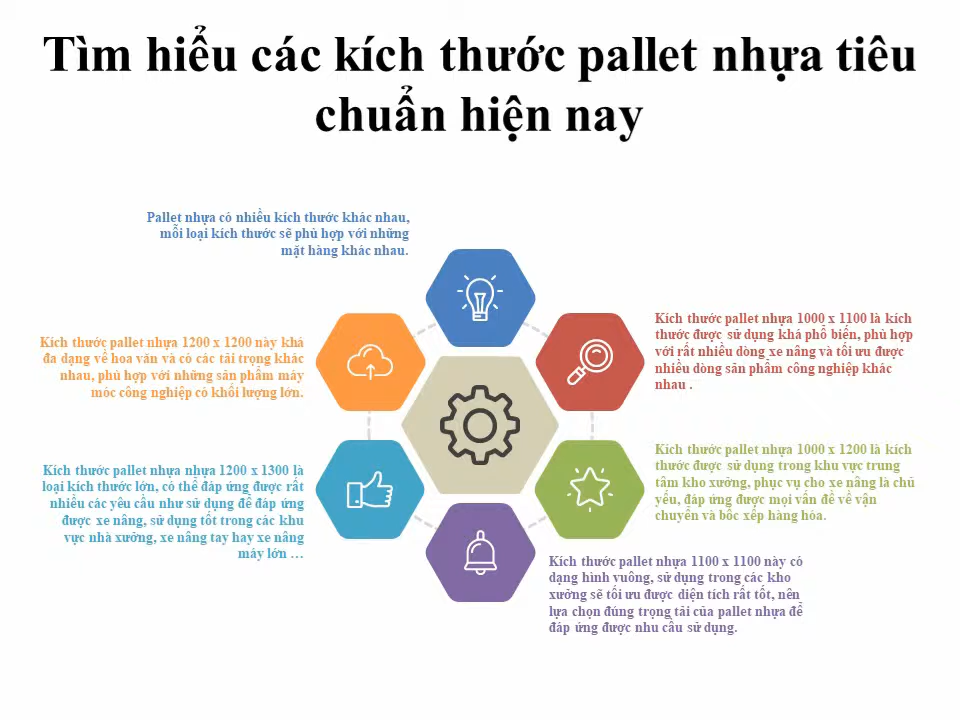 Tìm hiểu các kích thước pallet nhựa tiêu
chuẩn hiện nay
Pallet nhựa có nhiều kích thước khác nhau,
mỗi loại kích thước sẽ phù hợp với những
mặt hàng khác nhau.
Kích thước pallet nhựa 1000 x 1100 là kích
thước được sử dụng khá phổ biến, phù hợp
với rất nhiều dòng xe nâng và tối ưu được
nhiều dòng sản phẩm công nghiệp khác
nhau .
Kích thước pallet nhựa 1000 x 1200 là kích
thước được sử dụng trong khu vực trung
tâm kho xưởng, phục vụ cho xe nâng là chủ
yếu, đáp ứng được mọi vấn đề về vận
chuyển và bốc xếp hàng hóa.
Kích thước pallet nhựa 1100 x 1100 này có
dạng hình vuông, sử dụng trong các kho
xưởng sẽ tối ưu được diện tích rất tốt, nên
lựa chọn đúng trọng tải của pallet nhựa để
đáp ứng được nhu cầu sử dụng.
Kích thước pallet nhựa nhựa 1200 x 1300 là
loại kích thước lớn, có thể đáp ứng được rất
nhiều các yêu cầu như sử dụng để đáp ứng
được xe nâng, sử dụng tốt trong các khu
vực nhà xưởng, xe nâng tay hay xe nâng
máy lớn …
Kích thước pallet nhựa 1200 x 1200 này khá
đa dạng về hoa văn và có các tải trọng khác
nhau, phù hợp với những sản phẩm máy
móc công nghiệp có khối lượng lớn.